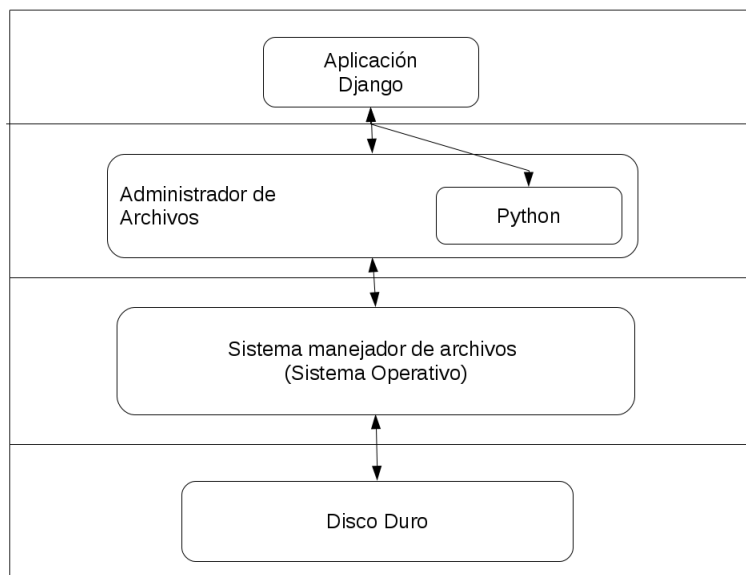 Aplicación
Django
Administrador de
Archivos
Python
Sistema manejador de archivos
(Sistema Operativo)
Disco Duro